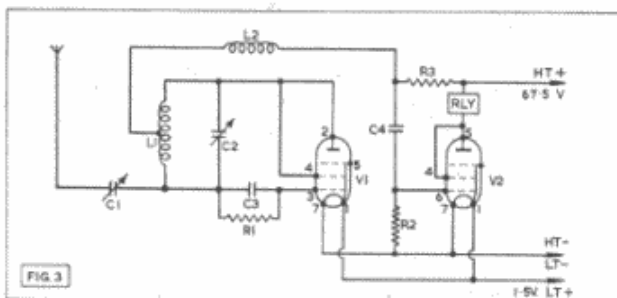 L2
R3
HT+
67·5 V
RLY
C4
L1
C2
2
5
5
4
V1
4
V2
3
6
C1
C3
7
1
7
1
R1
R2
HT-
LT-
1·5V. LT+
FIG. 3